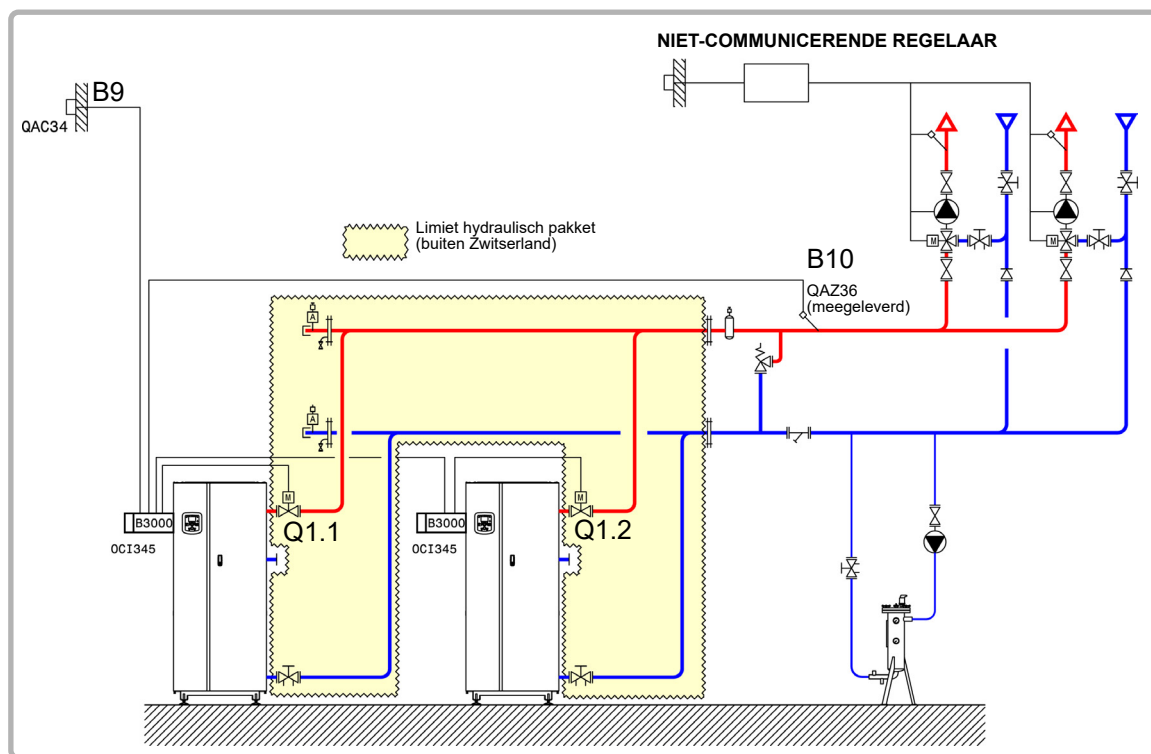 NIET-COMMUNICERENDE REGELAAR
B9
QAC34
Limiet hydraulisch pakket
(buiten Zwitserland)
B10
QAZ36
(meegeleverd)
M
M
A
A
M
M
B3000
OCI345
Q1.1
B3000
OCI345
Q1.2